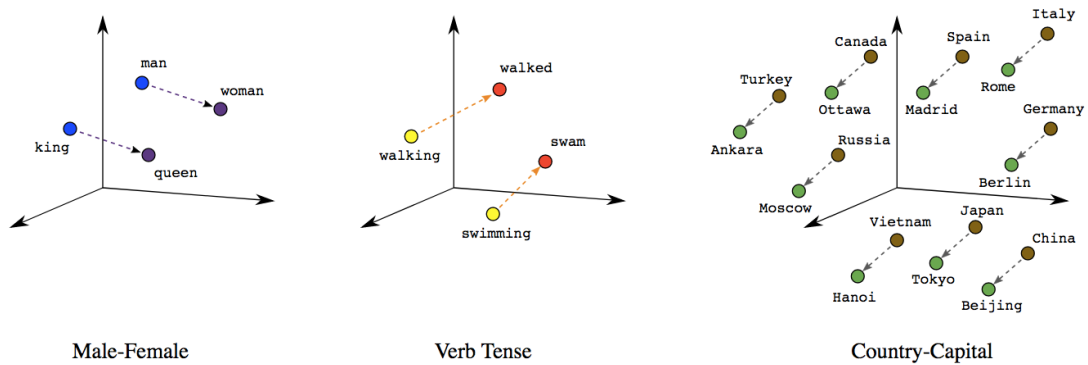 man
woman
king
queen
Male-Female
walked
walking
swam
swimming
Verb Tense
Italy
Spain
Canada
Rome
Turkey
Ottawa
Madrid
Germany
Ankara
Russia
Berlin
Moscow
Japan
Vietnam
China
Tokyo
Hanoi
Beijing
Country-Capital